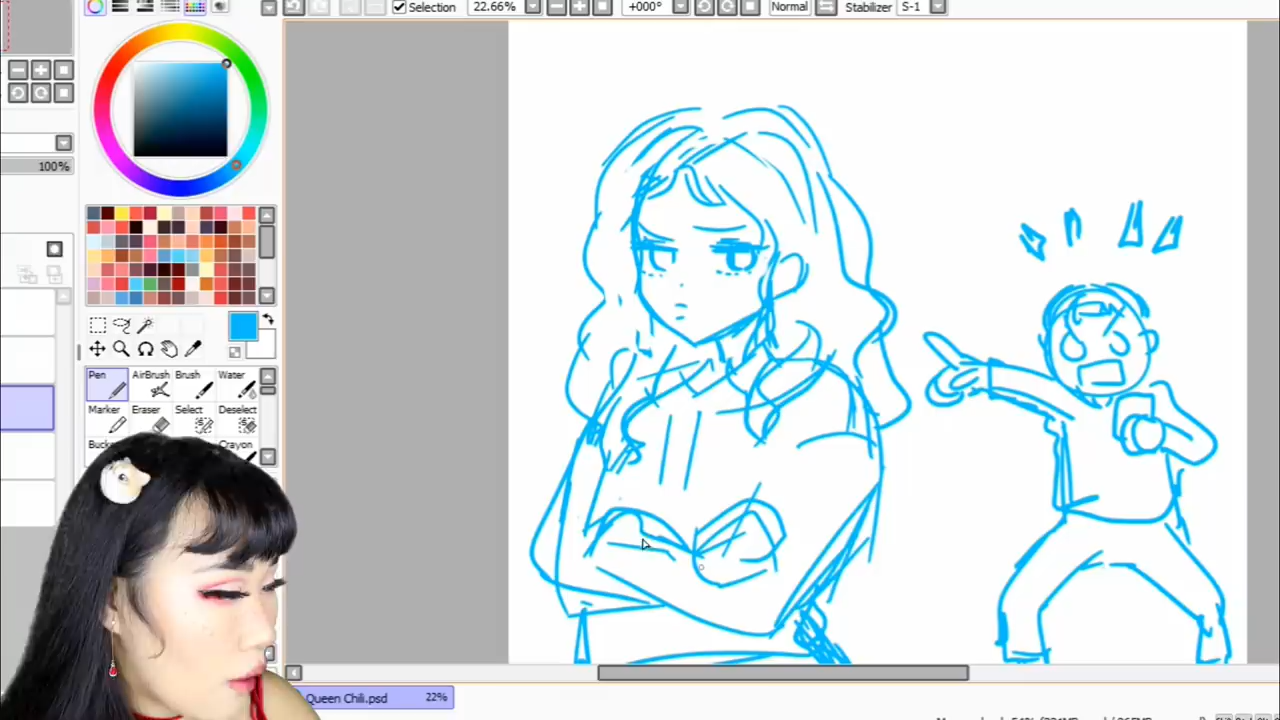 Selection 22.66% +000° Normal Stabilizer S-1
100%
Pen AirBrush Brush Water
Marker Eraser Select Deselect
Crayon
Queen Chili.psd 22%